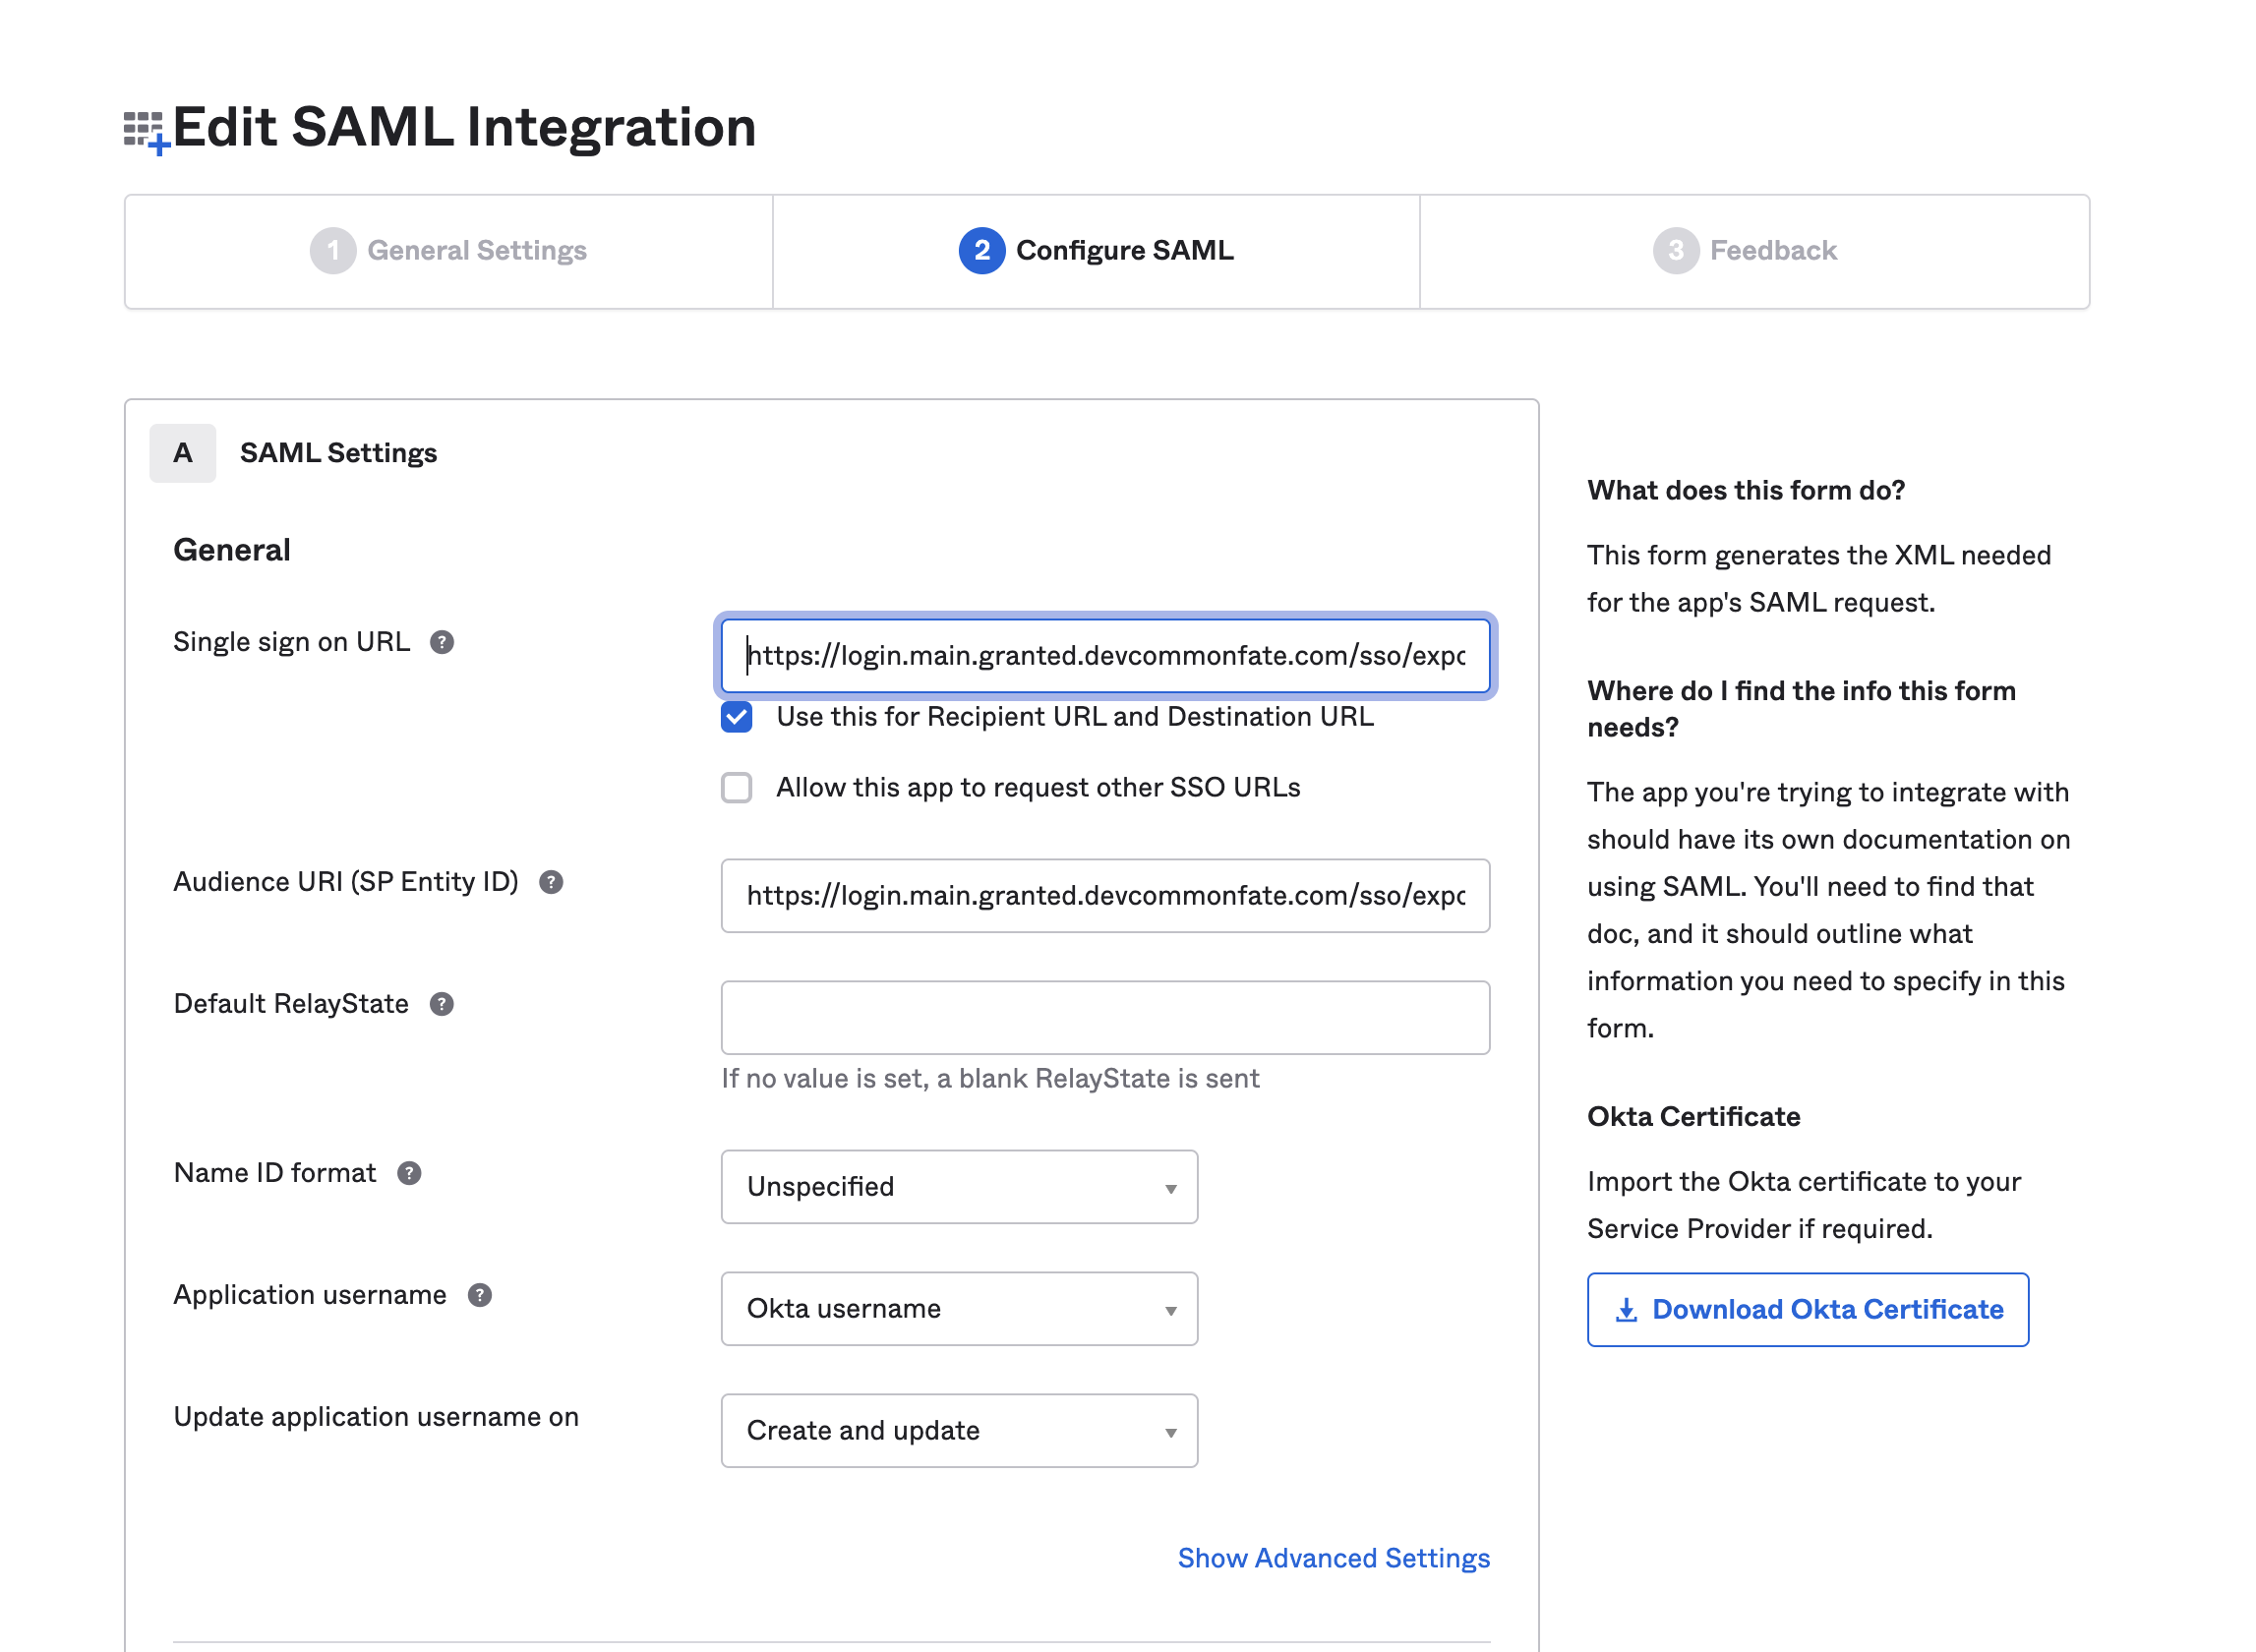 Edit SAML Integration
1 General Settings
2 Configure SAML
3 Feedback
A SAML Settings
General
Single sign on URL ?
https://login.main.granted.devcommonfate.com/sso/expo
Use this for Recipient URL and Destination URL
Allow this app to request other SSO URLs
Audience URI (SP Entity ID) ?
https://login.main.granted.devcommonfate.com/sso/expo
Default RelayState ?
If no value is set, a blank RelayState is sent
Name ID format ?
Unspecified
Application username ?
Okta username
Update application username on
Create and update
Show Advanced Settings
What does this form do?
This form generates the XML needed
for the app's SAML request.
Where do I find the info this form
needs?
The app you're trying to integrate with
should have its own documentation on
using SAML. You'll need to find that
doc, and it should outline what
information you need to specify in this
form.
Okta Certificate
Import the Okta certificate to your
Service Provider if required.
Download Okta Certificate